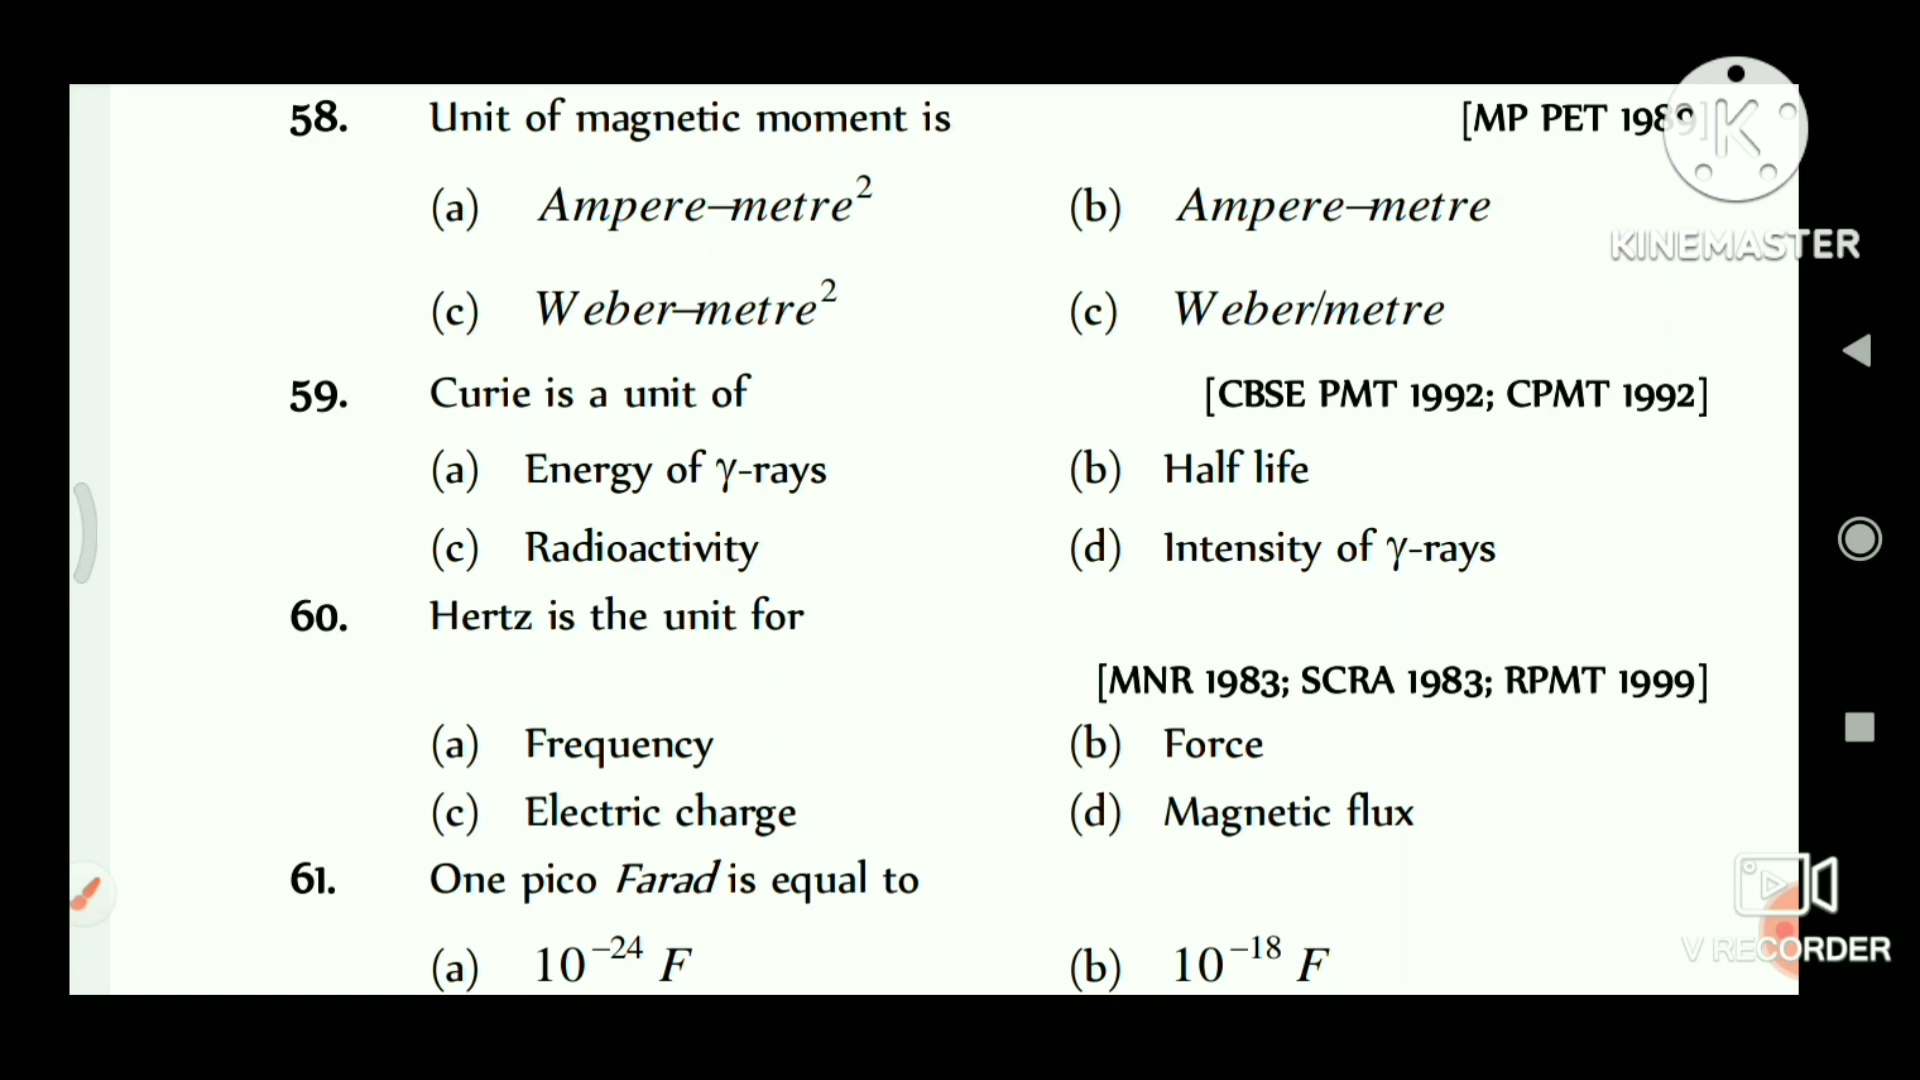 58. Unit of magnetic moment is [MP PET 1989]
(a) Ampere–metre² (b) Ampere–metre
(c) Weber–metre² (c) Weber/metre
KINEMASTER
59. Curie is a unit of [CBSE PMT 1992; CPMT 1992]
(a) Energy of γ-rays (b) Half life
(c) Radioactivity (d) Intensity of γ-rays
60. Hertz is the unit for
[MNR 1983; SCRA 1983; RPMT 1999]
(a) Frequency (b) Force
(c) Electric charge (d) Magnetic flux
61. One pico Farad is equal to
(a) 10⁻²⁴ F (b) 10⁻¹⁸ F
V RECORDER